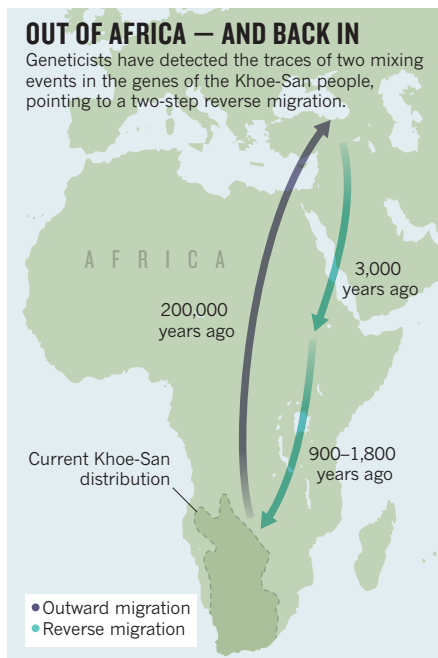 OUT OF AFRICA — AND BACK IN
Geneticists have detected the traces of two mixing
events in the genes of the Khoe-San people,
pointing to a two-step reverse migration.
AFRICA
3,000
years ago
200,000
years ago
900–1,800
years ago
Current Khoe-San
distribution
Outward migration
Reverse migration